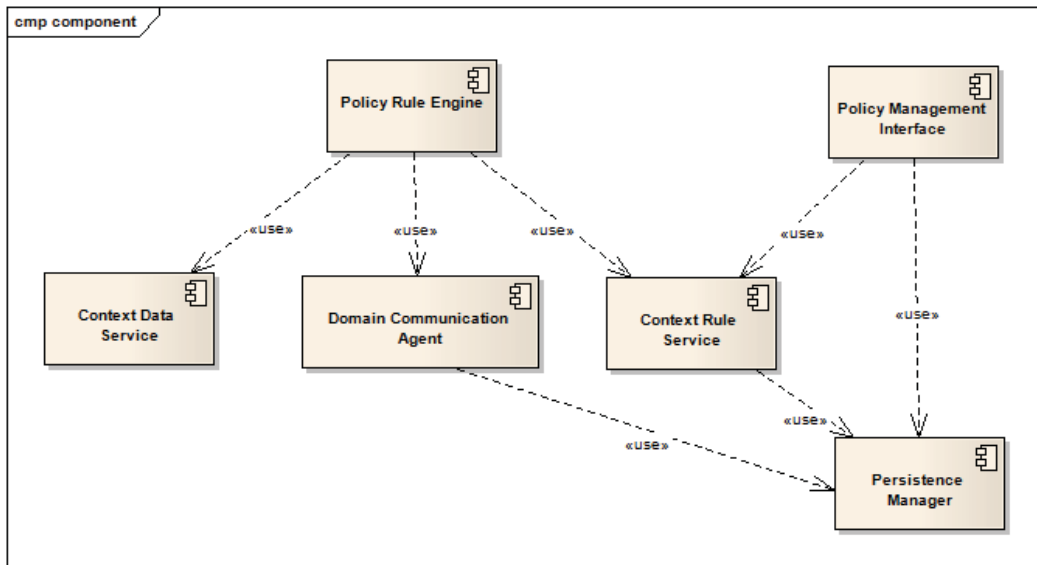 cmp component
Policy Rule Engine
Policy Management
Interface
«use»
«use»
«use»
«use»
Context Data
Service
Domain Communication
Agent
Context Rule
Service
«use»
«use»
«use»
Persistence
Manager